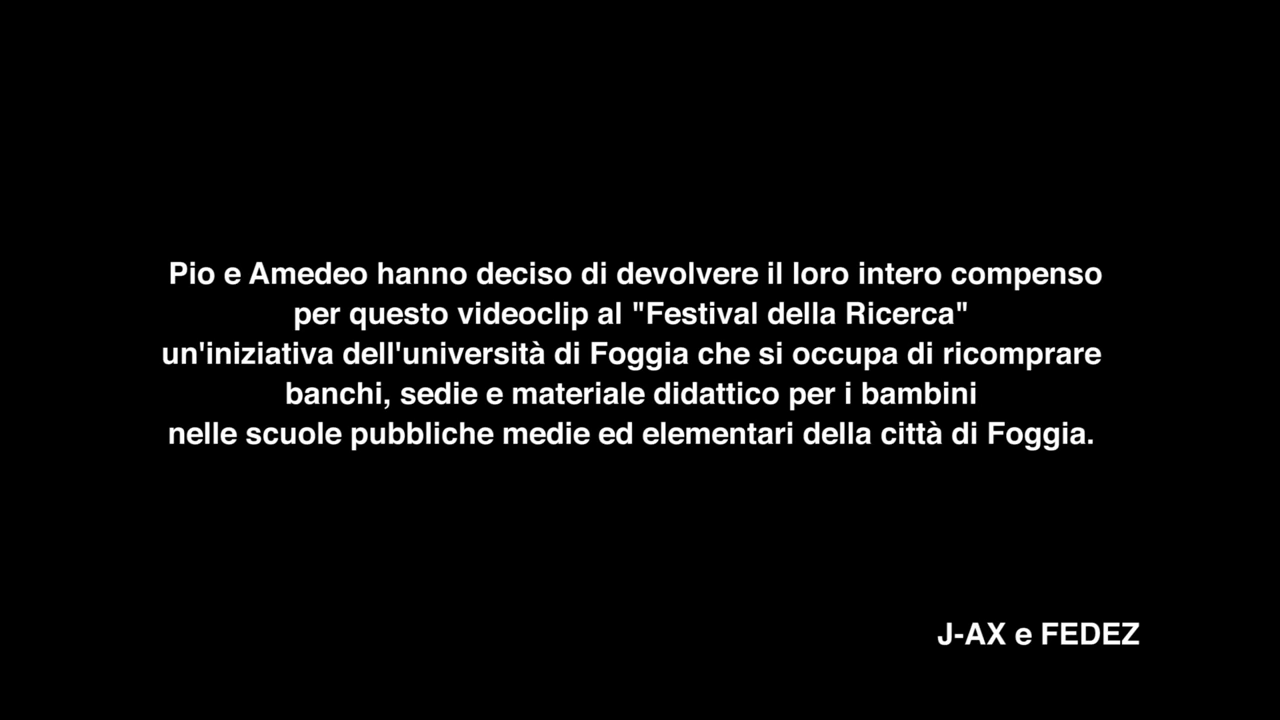 Pio e Amedeo hanno deciso di devolvere il loro intero compenso
per questo videoclip al "Festival della Ricerca"
un'iniziativa dell'università di Foggia che si occupa di ricomprare
banchi, sedie e materiale didattico per i bambini
nelle scuole pubbliche medie ed elementari della città di Foggia.
J-AX e FEDEZ